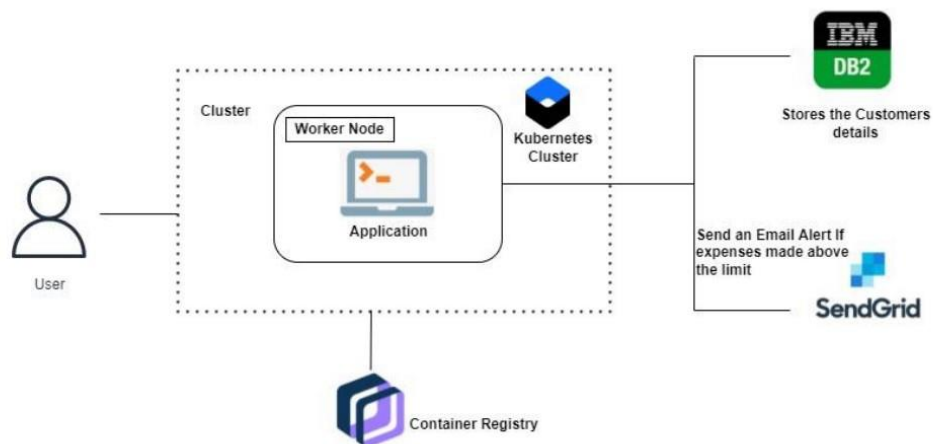 IBM
DB2
Stores the Customers
details
Cluster
Worker Node
Kubernetes
Cluster
Application
User
Send an Email Alert If
expenses made above
the limit
SendGrid
Container Registry